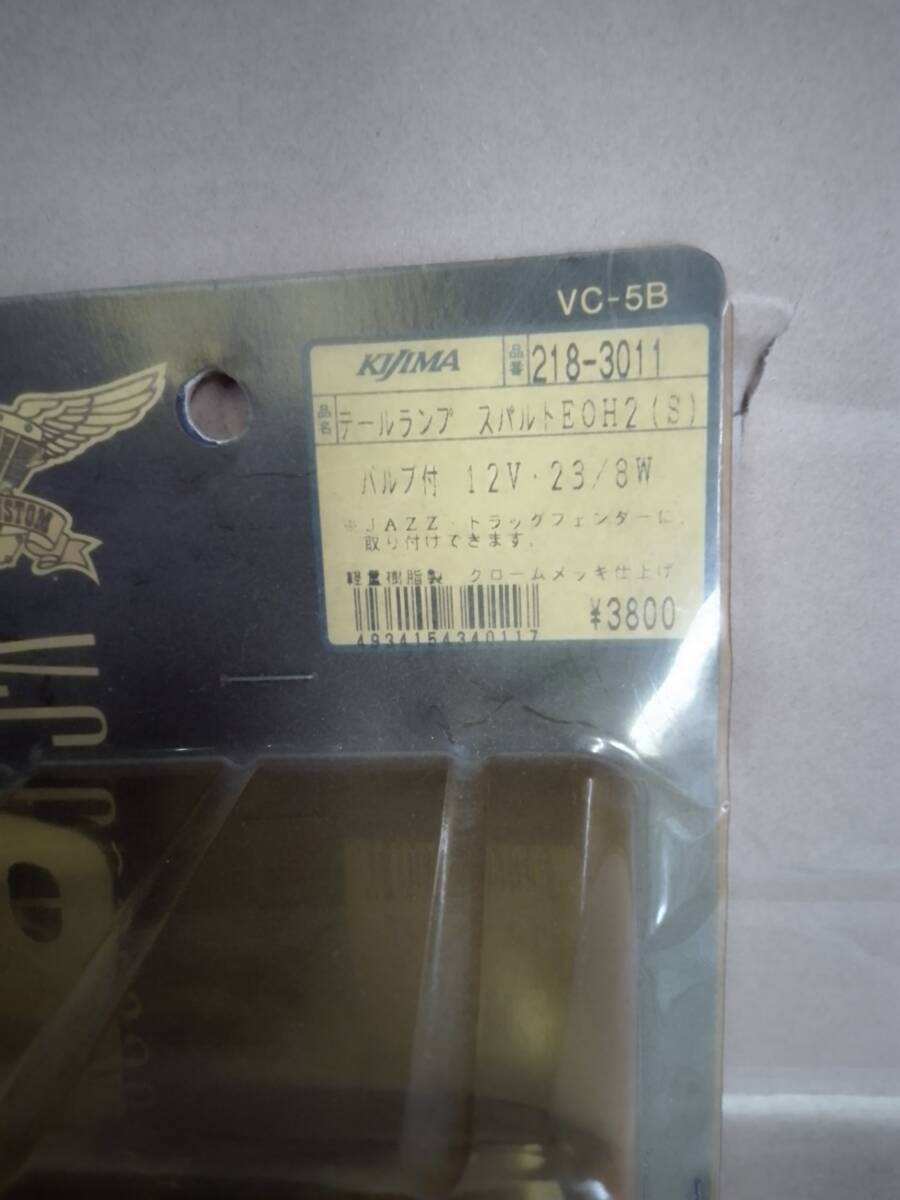 VC-5B
KIJIMA 品番 218-3011
品名 テールランプ スパルトEOH2(S)
バルブ付 12V・23/8W
※JAZZ・トラッグフェンダーに、
取り付けできます。
軽量樹脂製 クロームメッキ仕上げ
¥3800
4934154340117
STOM